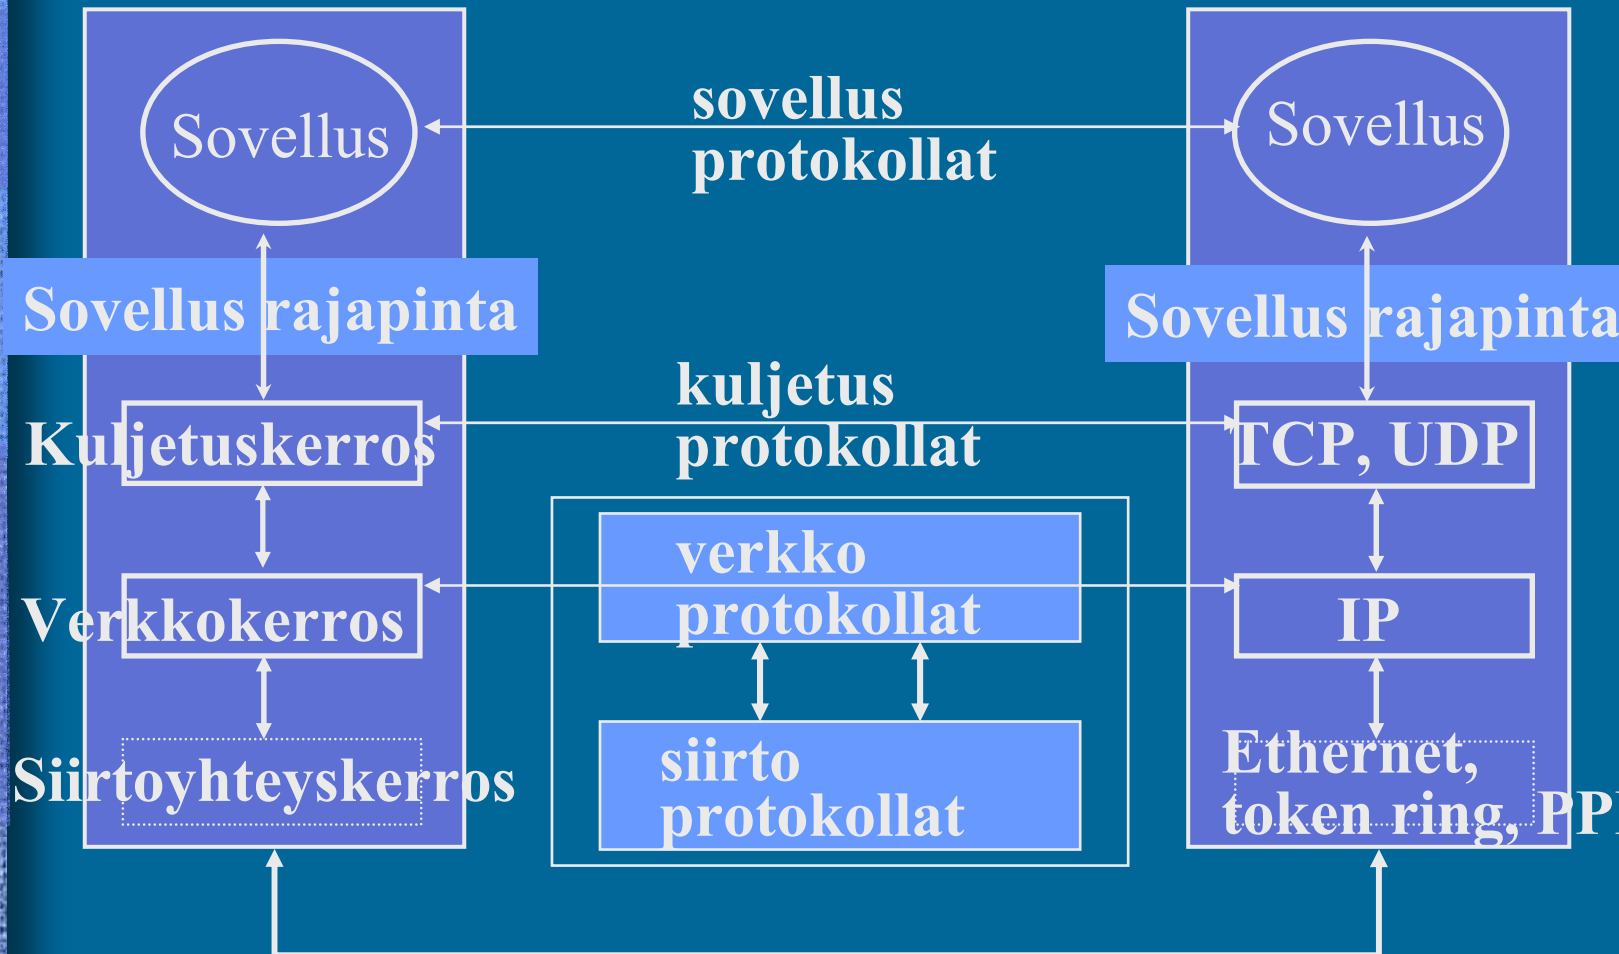 Sovellus
sovellus
protokollat
Sovellus
Sovellus rajapinta
Sovellus rajapinta
kuljetus
protokollat
Kuljetuskerros
TCP, UDP
verkko
protokollat
Verkkokerros
IP
siirto
protokollat
Siirtoyhteyskerros
Ethernet,
token ring,